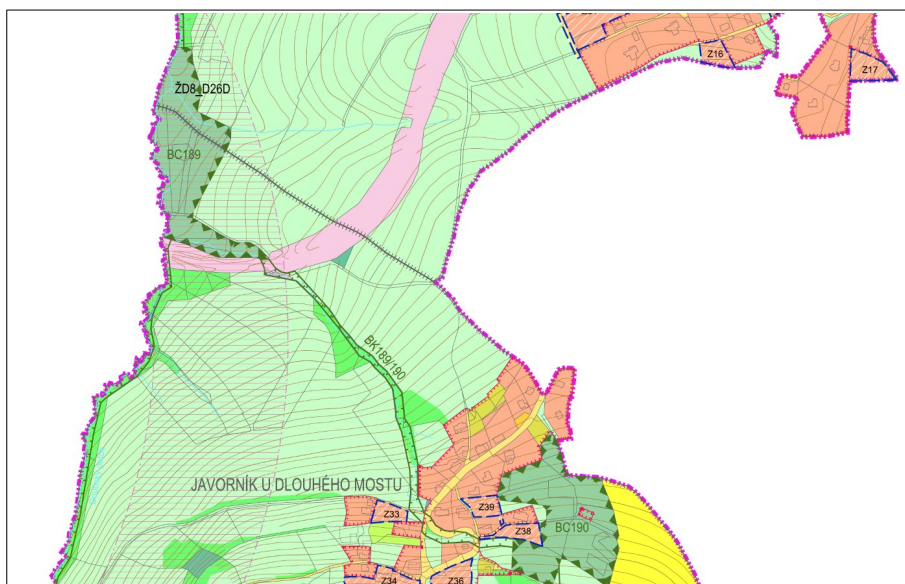 Z16
Z17
ŽD8_D26D
BC189
BK189/190
JAVORNÍK U DLOUHÉHO MOSTU
Z33
Z39
Z38
BC190
Z34
Z36